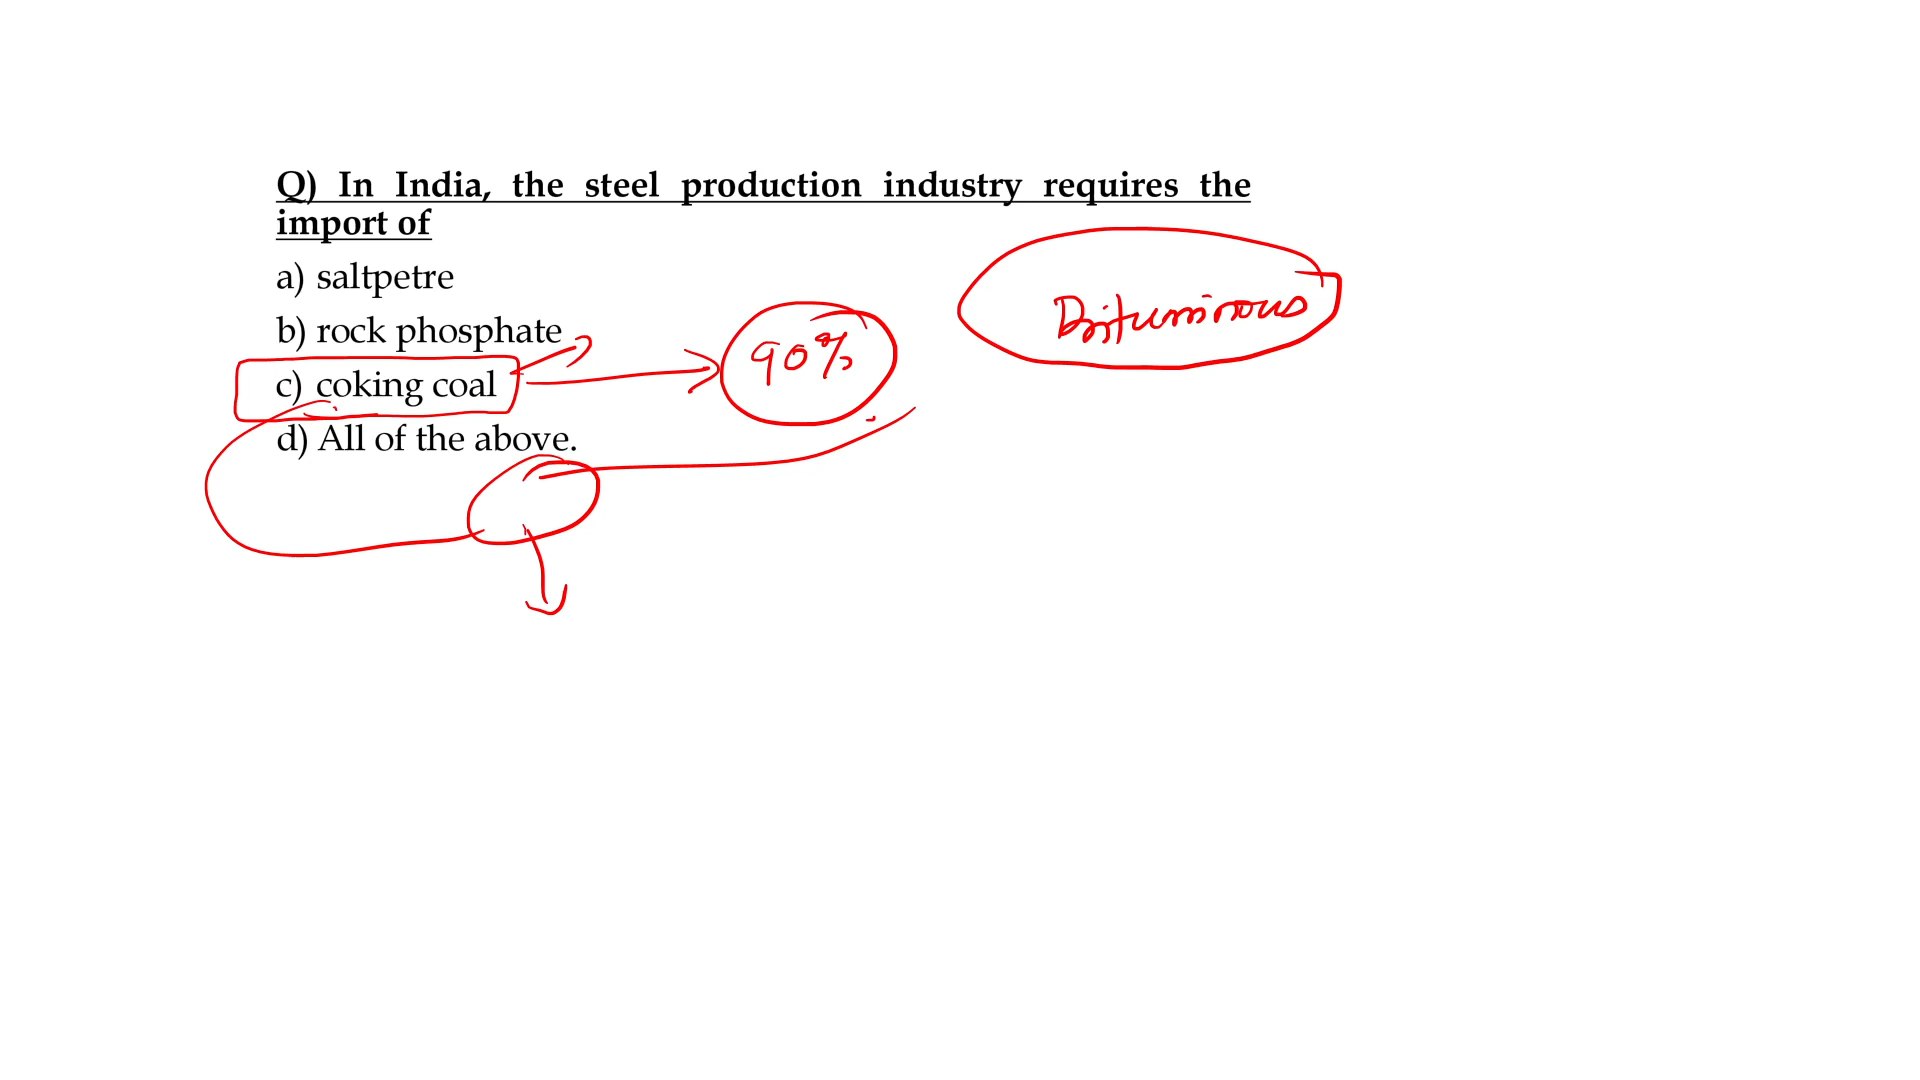 Q) In India, the steel production industry requires the
import of
a) saltpetre
b) rock phosphate
c) coking coal
d) All of the above.
90%
Bituminous